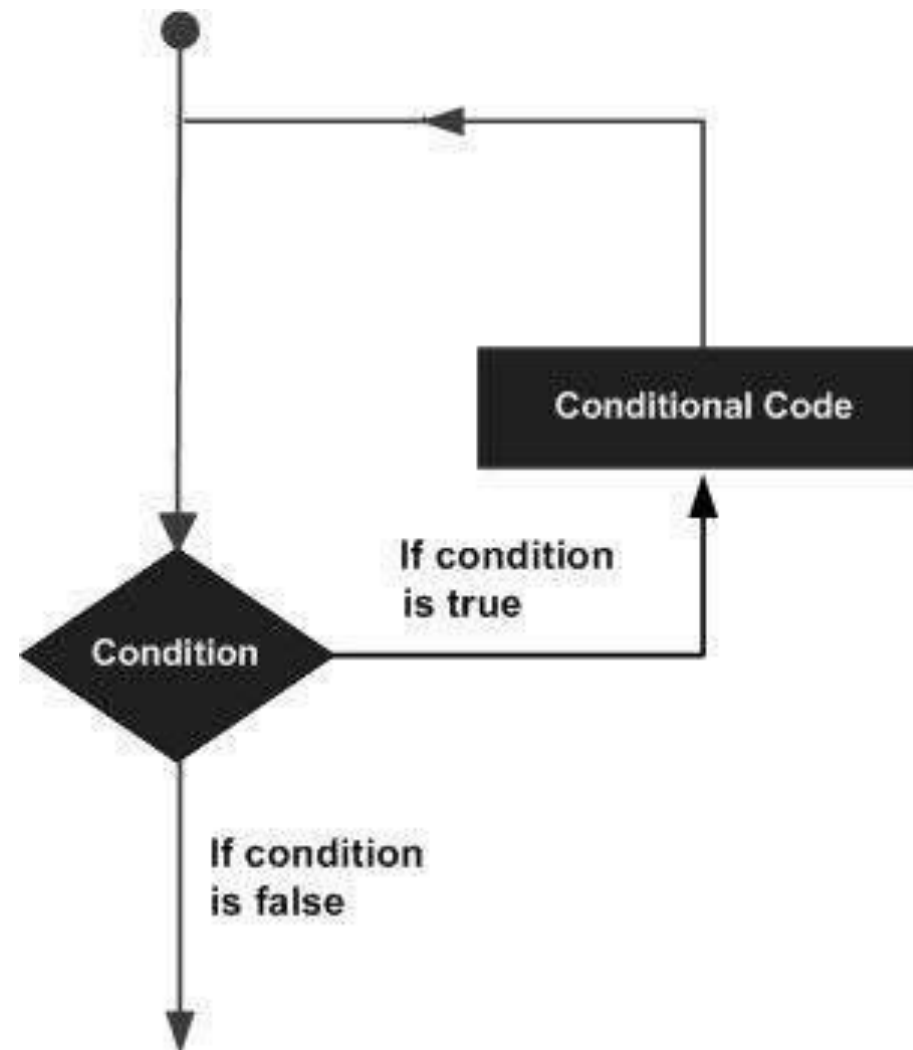 Conditional Code
If condition
is true
Condition
If condition
is false